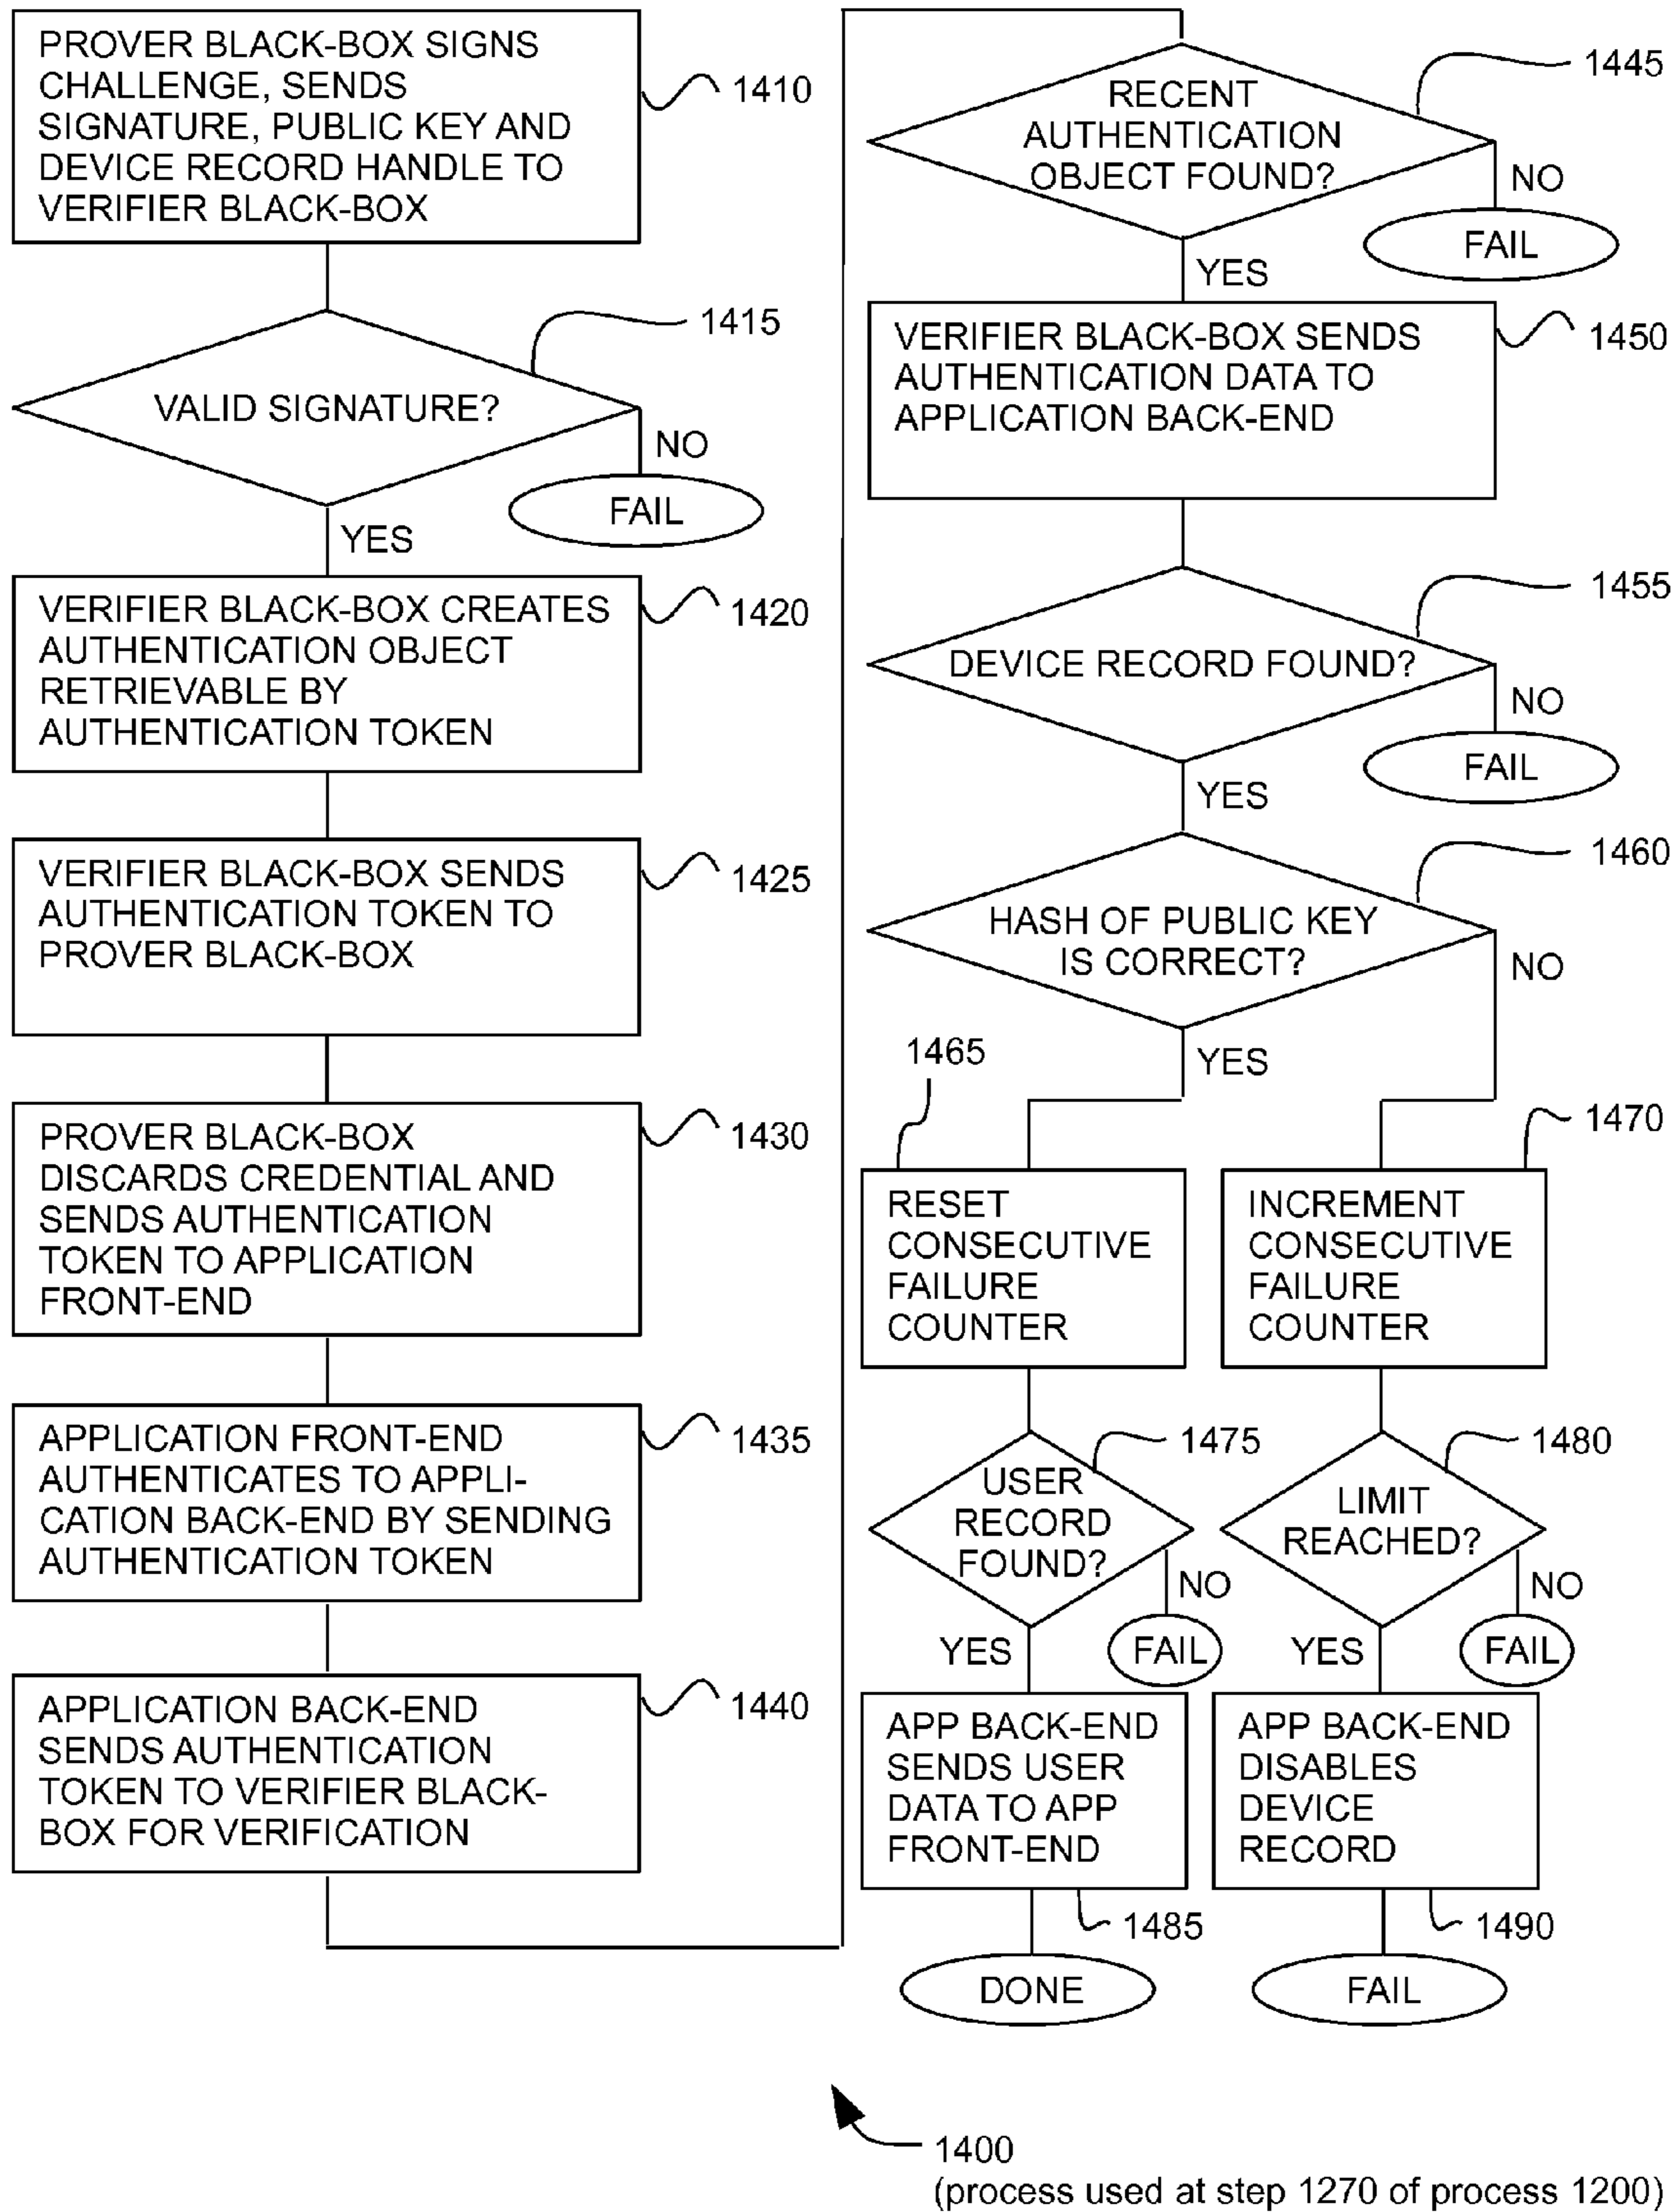 PROVER BLACK-BOX SIGNS
CHALLENGE, SENDS
SIGNATURE, PUBLIC KEY AND
DEVICE RECORD HANDLE TO
VERIFIER BLACK-BOX
1410
VALID SIGNATURE?
1415
NO
FAIL
YES
VERIFIER BLACK-BOX CREATES
AUTHENTICATION OBJECT
RETRIEVABLE BY
AUTHENTICATION TOKEN
1420
VERIFIER BLACK-BOX SENDS
AUTHENTICATION TOKEN TO
PROVER BLACK-BOX
1425
PROVER BLACK-BOX
DISCARDS CREDENTIAL AND
SENDS AUTHENTICATION
TOKEN TO APPLICATION
FRONT-END
1430
APPLICATION FRONT-END
AUTHENTICATES TO APPLI-
CATION BACK-END BY SENDING
AUTHENTICATION TOKEN
1435
APPLICATION BACK-END
SENDS AUTHENTICATION
TOKEN TO VERIFIER BLACK-
BOX FOR VERIFICATION
1440
RECENT
AUTHENTICATION
OBJECT FOUND?
1445
NO
FAIL
YES
VERIFIER BLACK-BOX SENDS
AUTHENTICATION DATA TO
APPLICATION BACK-END
1450
DEVICE RECORD FOUND?
1455
NO
FAIL
YES
HASH OF PUBLIC KEY
IS CORRECT?
1460
NO
YES
1465
RESET
CONSECUTIVE
FAILURE
COUNTER
1470
INCREMENT
CONSECUTIVE
FAILURE
COUNTER
USER
RECORD
FOUND?
1475
NO
FAIL
YES
LIMIT
REACHED?
1480
NO
FAIL
YES
APP BACK-END
SENDS USER
DATA TO APP
FRONT-END
1485
DONE
APP BACK-END
DISABLES
DEVICE
RECORD
1490
FAIL
1400
(process used at step 1270 of process 1200)